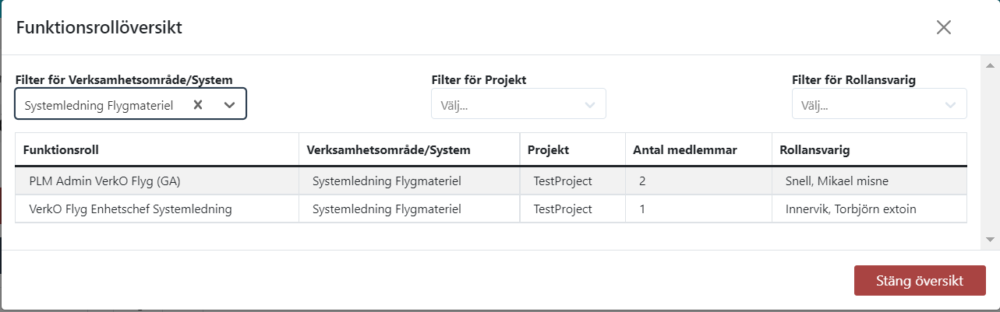 Funktionsrollöversikt
Filter för Verksamhetsområde/System Filter för Projekt Filter för Rollansvarig
Systemledning Flygmateriel Välj... Välj...
Funktionsroll Verksamhetsområde/System Projekt Antal medlemmar Rollansvarig
PLM Admin VerkO Flyg (GA) Systemledning Flygmateriel TestProject 2 Snell, Mikael misne
VerkO Flyg Enhetschef Systemledning Systemledning Flygmateriel TestProject 1 Innervik, Torbjörn extoin
Stäng översikt